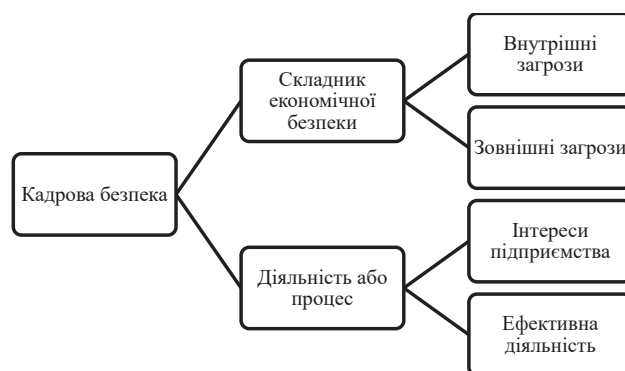 Внутрішні
загрози
Складник
економічної
безпеки
Зовнішні загрози
Кадрова безпека
Інтереси
підприємства
Діяльність або
процес
Ефективна
діяльність